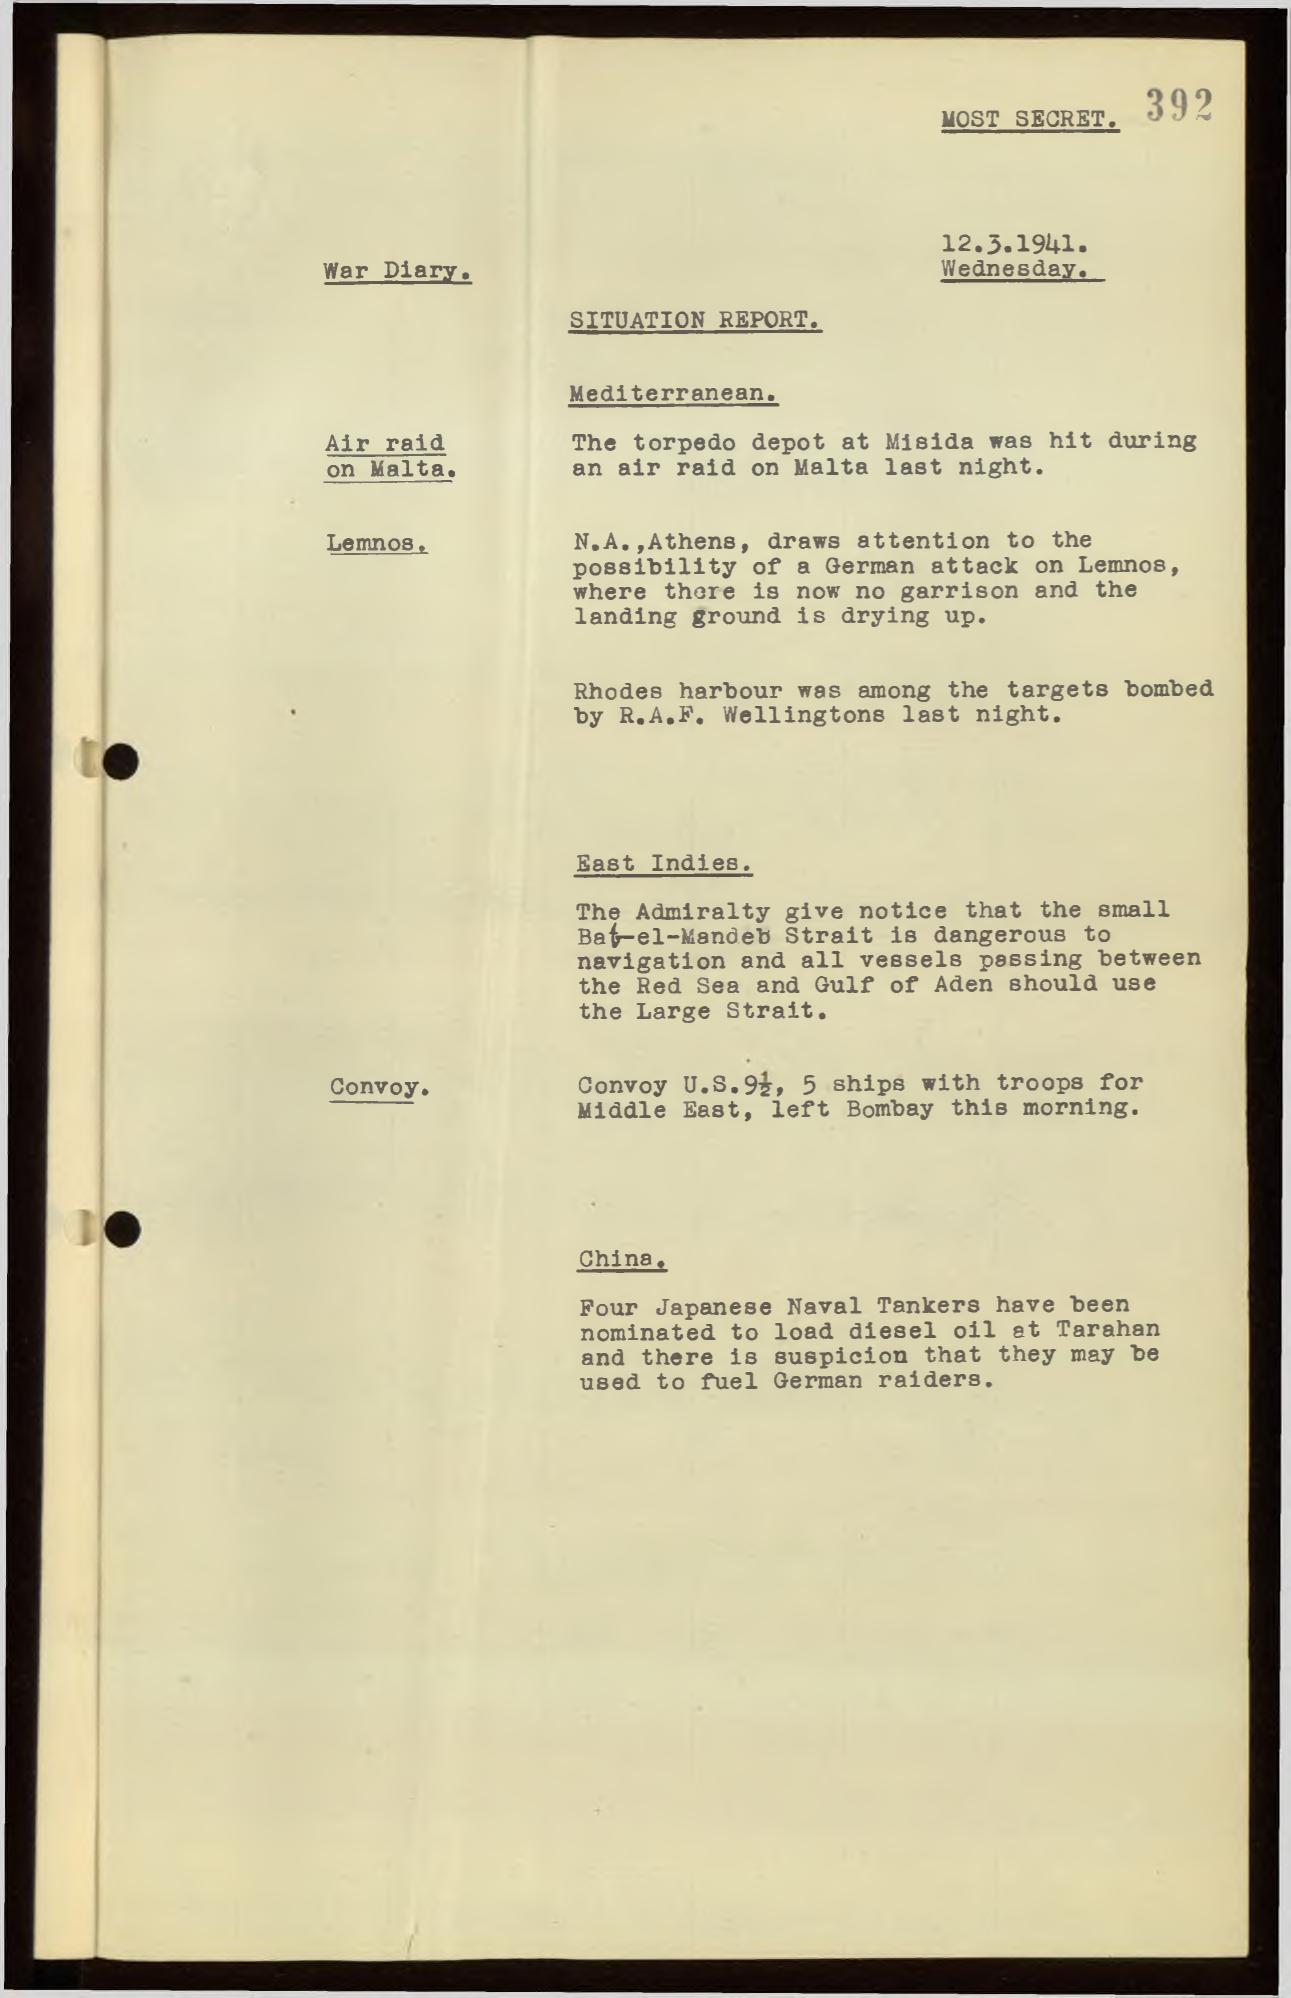 MOST SECRET. 392
12.3.1941.
War Diary.
Wednesday.
SITUATION REPORT.
Mediterranean.
Air raid
on Malta.
The torpedo depot at Misida was hit during
an air raid on Malta last night.
Lemnos.
N.A.,Athens, draws attention to the
possibility of a German attack on Lemnos,
where there is now no garrison and the
landing ground is drying up.
Rhodes harbour was among the targets bombed
by R.A.F. Wellingtons last night.
East Indies.
The Admiralty give notice that the small
Bab-el-Mandeb Strait is dangerous to
navigation and all vessels passing between
the Red Sea and Gulf of Aden should use
the Large Strait.
Convoy.
Convoy U.S.9½, 5 ships with troops for
Middle East, left Bombay this morning.
China.
Four Japanese Naval Tankers have been
nominated to load diesel oil at Tarahan
and there is suspicion that they may be
used to fuel German raiders.